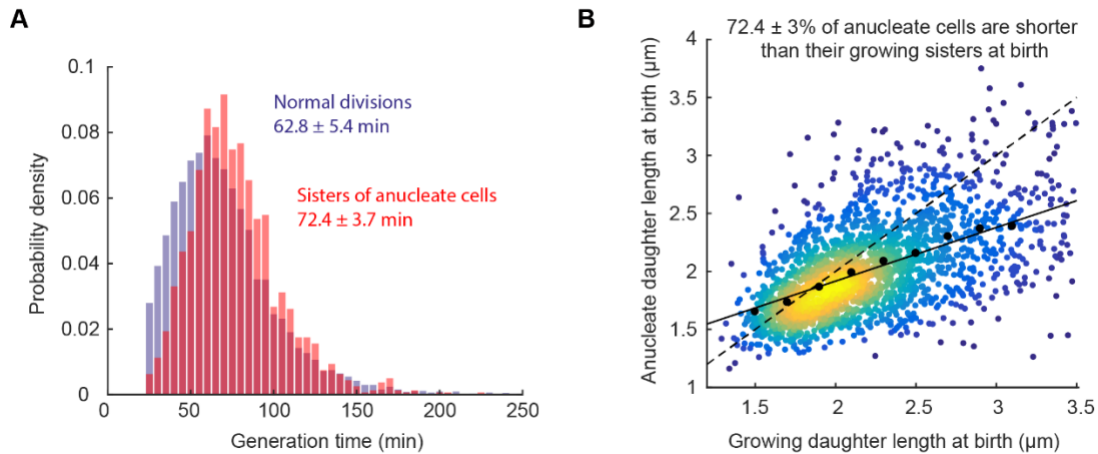 A
Probability density
0.1
0.08
0.06
0.04
0.02
0
Normal divisions
62.8 ± 5.4 min
Sisters of anucleate cells
72.4 ± 3.7 min
0 50 100 150 200 250
Generation time (min)
B
72.4 ± 3% of anucleate cells are shorter
than their growing sisters at birth
Anucleate daughter length at birth (µm)
4
3.5
3
2.5
2
1.5
1
1.5 2 2.5 3 3.5
Growing daughter length at birth (µm)